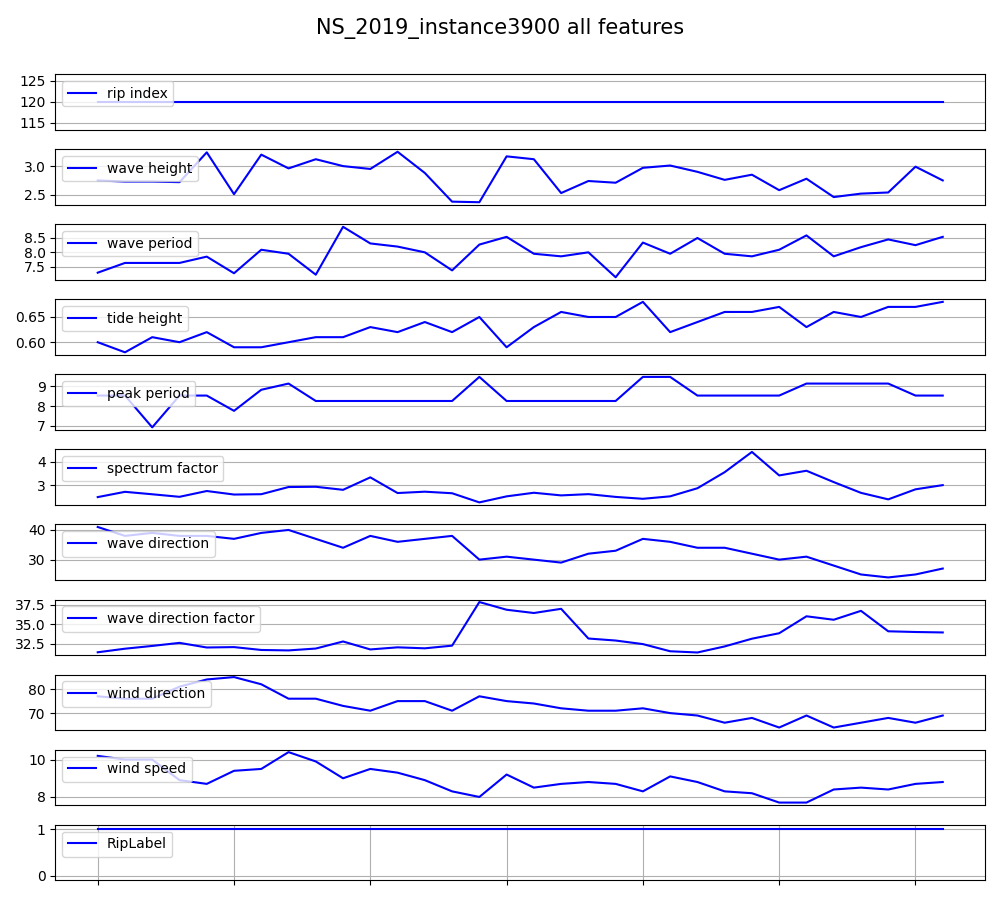 NS_2019_instance3900 all features
125
120
115
rip index
3.0
2.5
wave height
8.5
8.0
7.5
wave period
0.65
0.60
tide height
9
8
7
peak period
4
3
spectrum factor
40
30
wave direction
37.5
35.0
32.5
wave direction factor
80
70
wind direction
10
8
wind speed
1
0
RipLabel